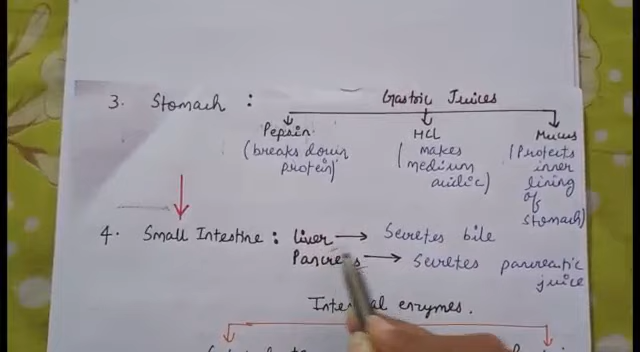 3. Stomach : Gastric Juices
Pepsin HCL Mucus
(breaks down (makes (Protects
protein) medium inner
acidic) lining
of
stomach)
4. Small Intestine : Liver → Secretes bile
Pancreas → Secretes pancreatic
juice
enzymes.